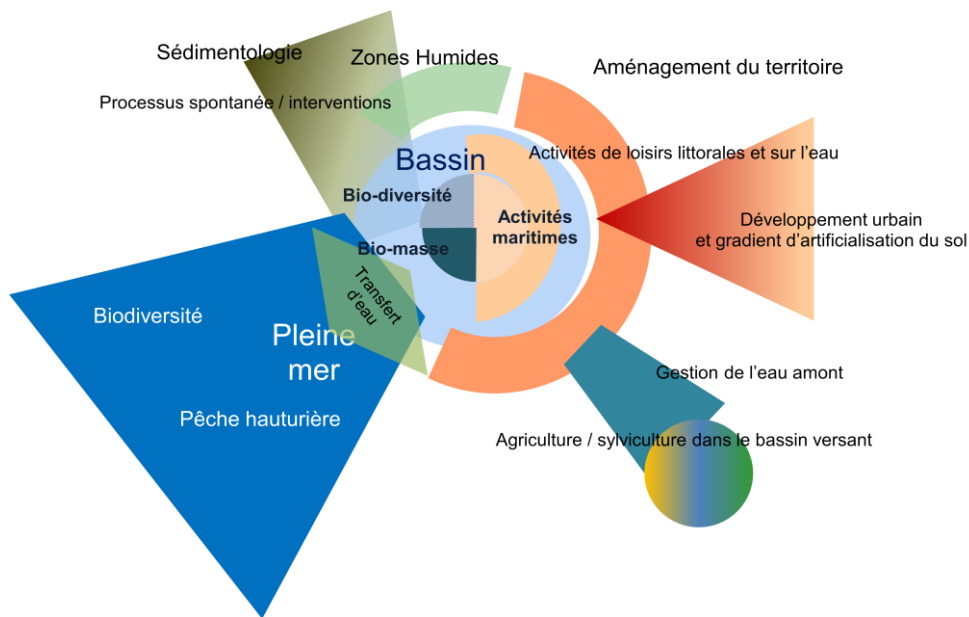 Sédimentologie
Zones Humides
Aménagement du territoire
Processus spontanée / interventions
Bassin
Activités de loisirs littorales et sur l'eau
Bio-diversité
Activités
maritimes
Développement urbain
et gradient d'artificialisation du sol
Bio-masse
Transfert
d'eau
Biodiversité
Pleine
mer
Gestion de l'eau amont
Pêche hauturière
Agriculture / sylviculture dans le bassin versant